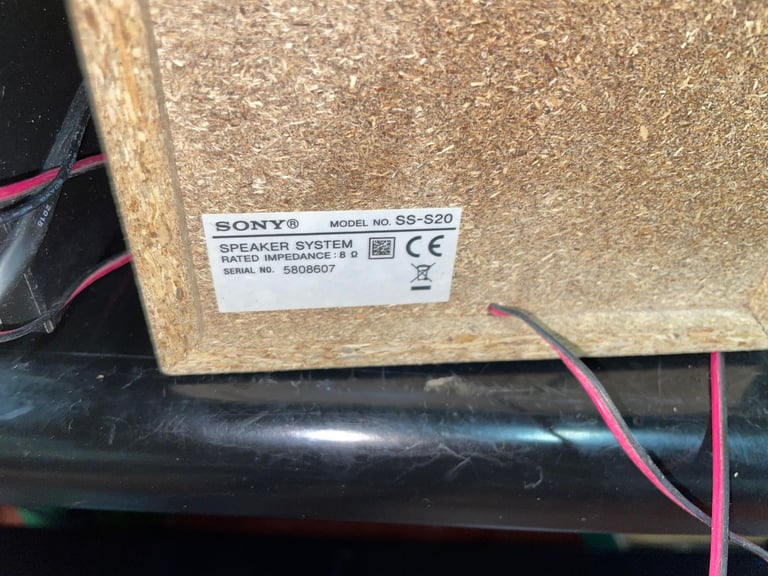 SONY® MODEL NO. SS-S20
SPEAKER SYSTEM
RATED IMPEDANCE : 8 Ω
SERIAL NO. 5808607
CE